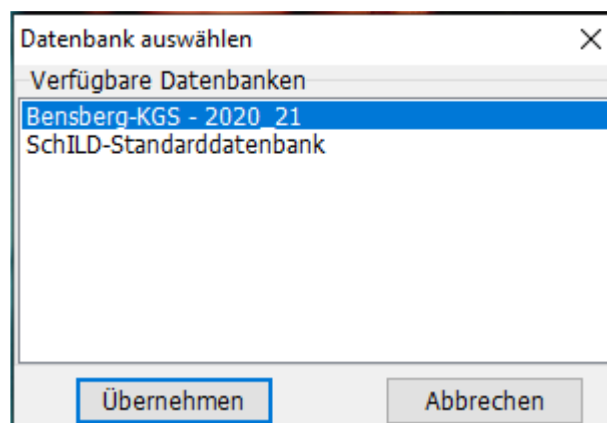 Datenbank auswählen
Verfügbare Datenbanken
Bensberg-KGS - 2020_21
SchILD-Standarddatenbank
Übernehmen Abbrechen